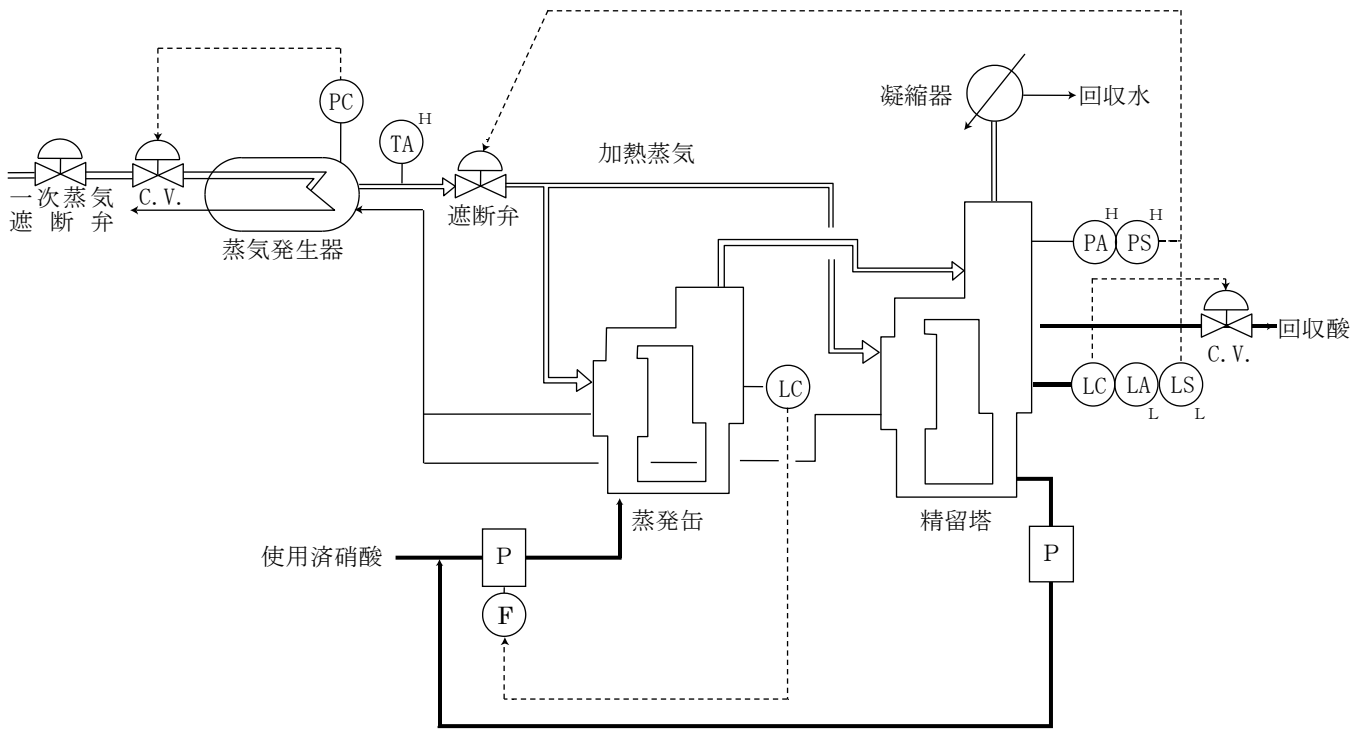 凝縮器
回収水
PC
TA
H
加熱蒸気
一次蒸気
遮断弁
C.V.
蒸気発生器
遮断弁
PA
H
PS
H
回収酸
C.V.
LC
LC
LA
L
LS
L
蒸発缶
精留塔
使用済硝酸
P
F
P